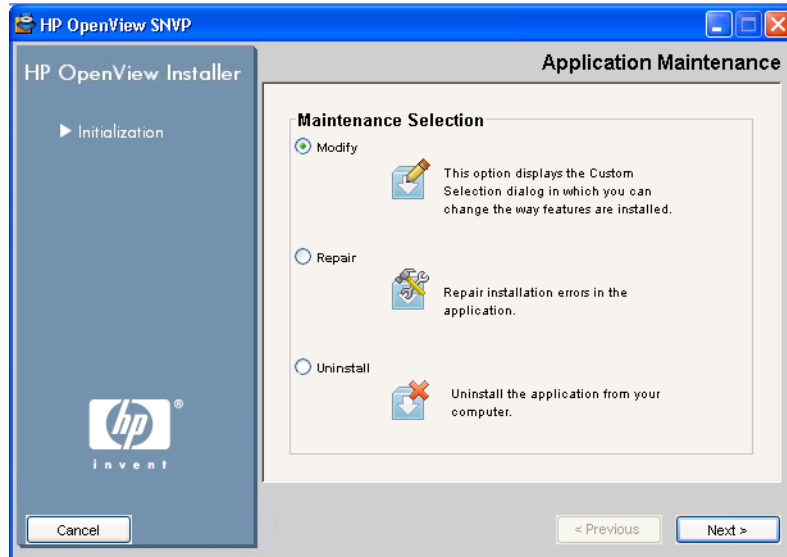 HP OpenView SNVP
HP OpenView Installer
Initialization
Application Maintenance
Maintenance Selection
Modify
This option displays the Custom
Selection dialog in which you can
change the way features are installed.
Repair
Repair installation errors in the
application.
Uninstall
Uninstall the application from your
computer.
hp
®
invent
Cancel
< Previous
Next >